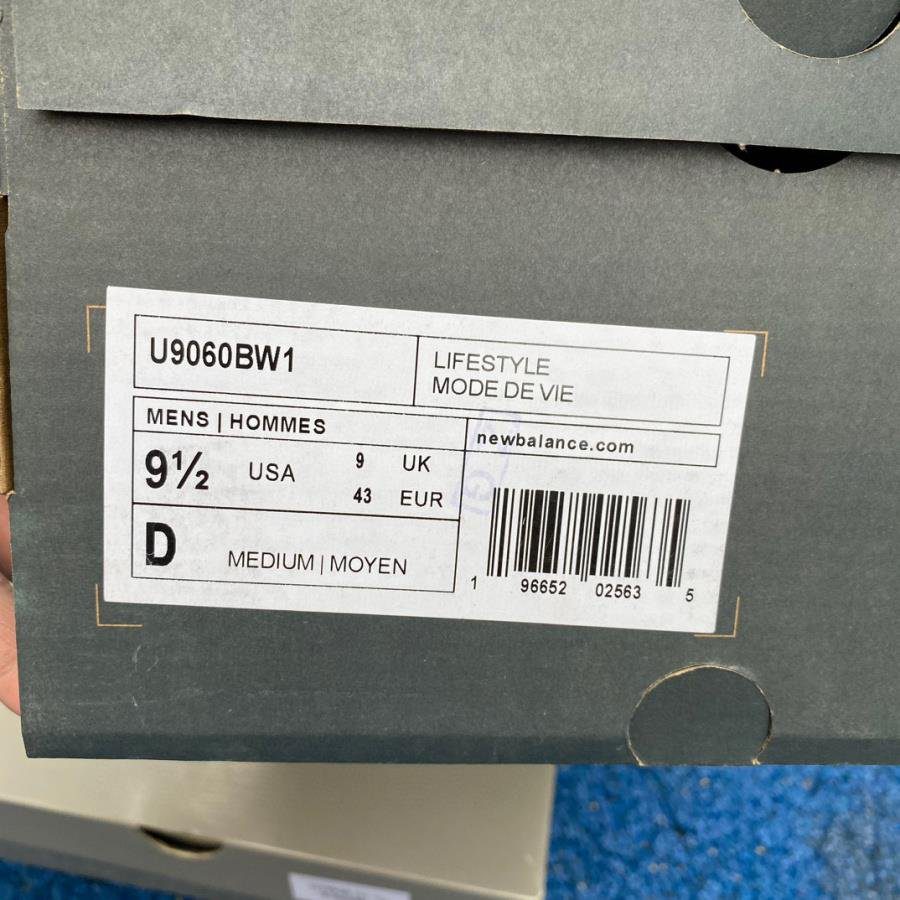 U9060BW1
LIFESTYLE
MODE DE VIE
MENS | HOMMES
newbalance.com
9½ USA 9 UK
43 EUR
D MEDIUM | MOYEN
1 96652 02563 5